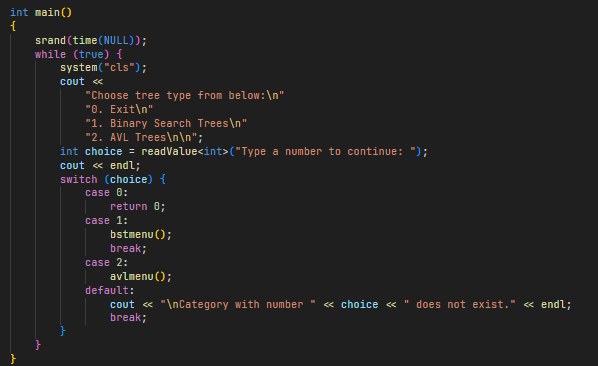 int main()
{
    srand(time(NULL));
    while (true) {
        system("cls");
        cout <<
            "Choose tree type from below:\n"
            "0. Exit\n"
            "1. Binary Search Trees\n"
            "2. AVL Trees\n\n";
        int choice = readValue<int>("Type a number to continue: ");
        cout << endl;
        switch (choice) {
            case 0:
                return 0;
            case 1:
                bstmenu();
                break;
            case 2:
                avlmenu();
            default:
                cout << "\nCategory with number " << choice << " does not exist." << endl;
                break;
        }
    }
}